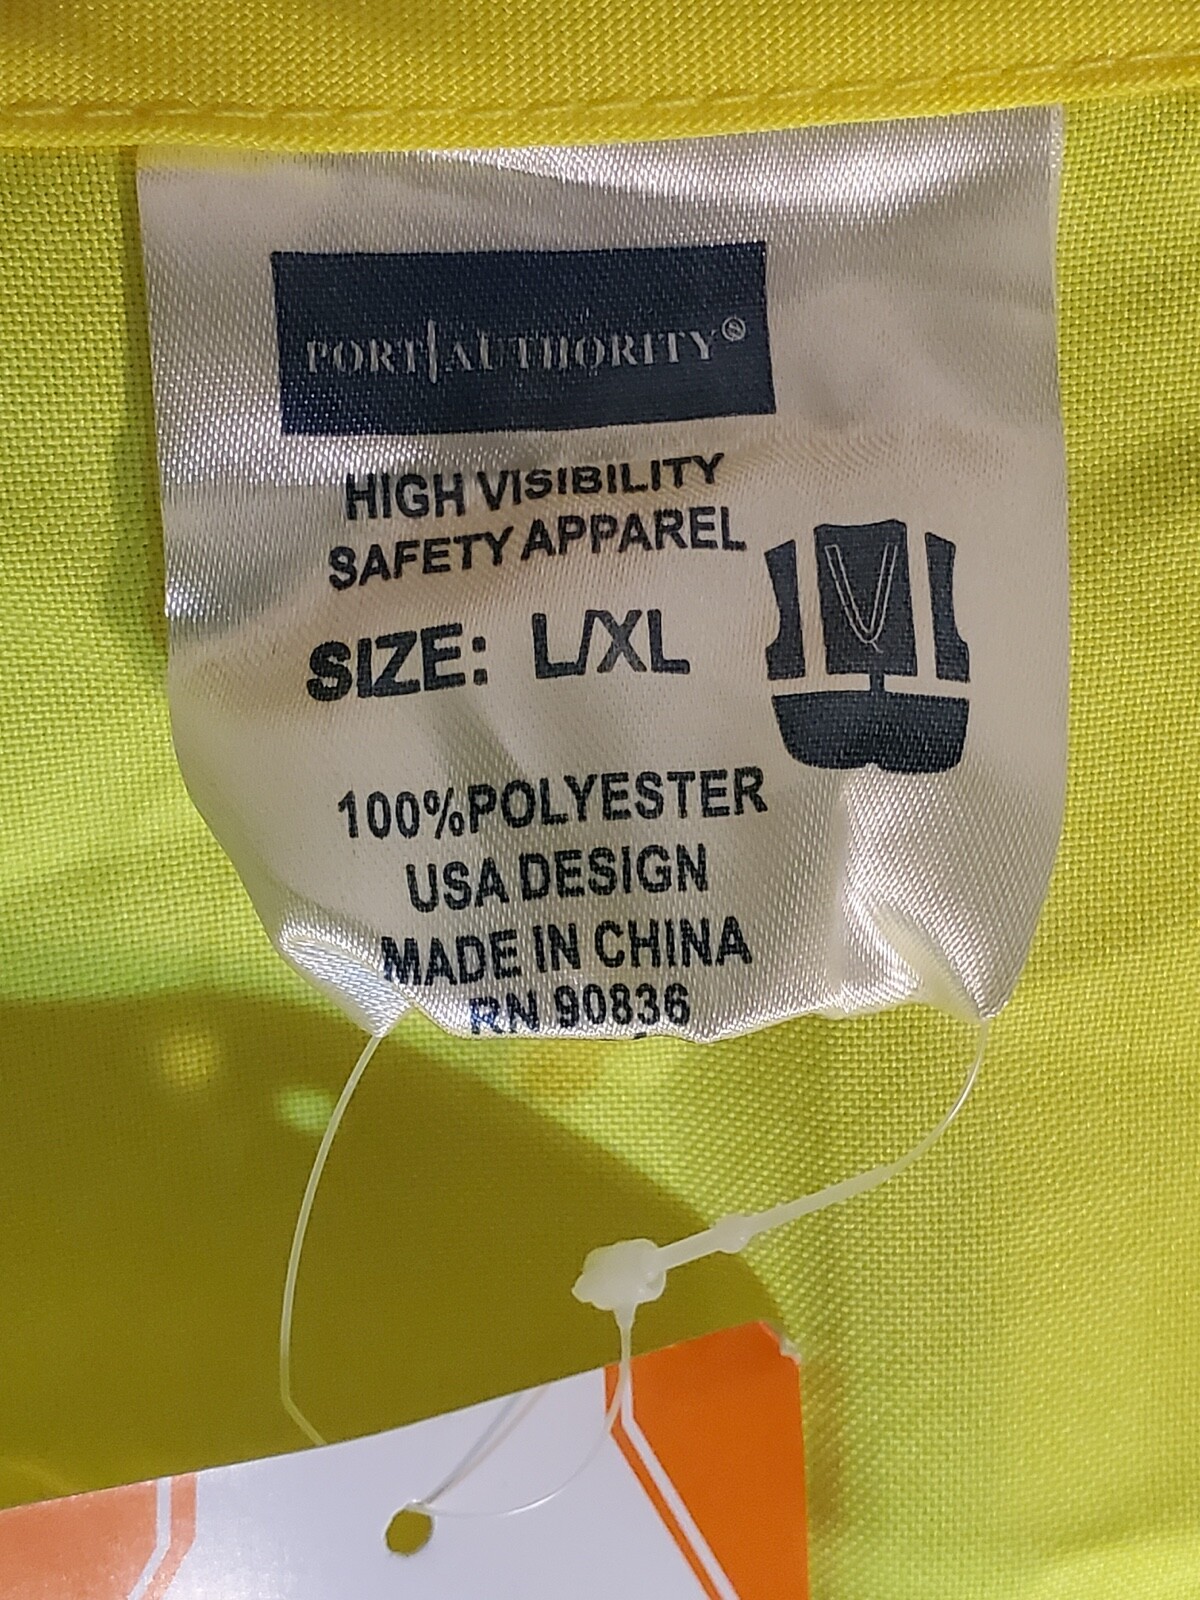 PORT AUTHORITY®
HIGH VISIBILITY
SAFETY APPAREL
SIZE: L/XL
100%POLYESTER
USA DESIGN
MADE IN CHINA
RN 90836